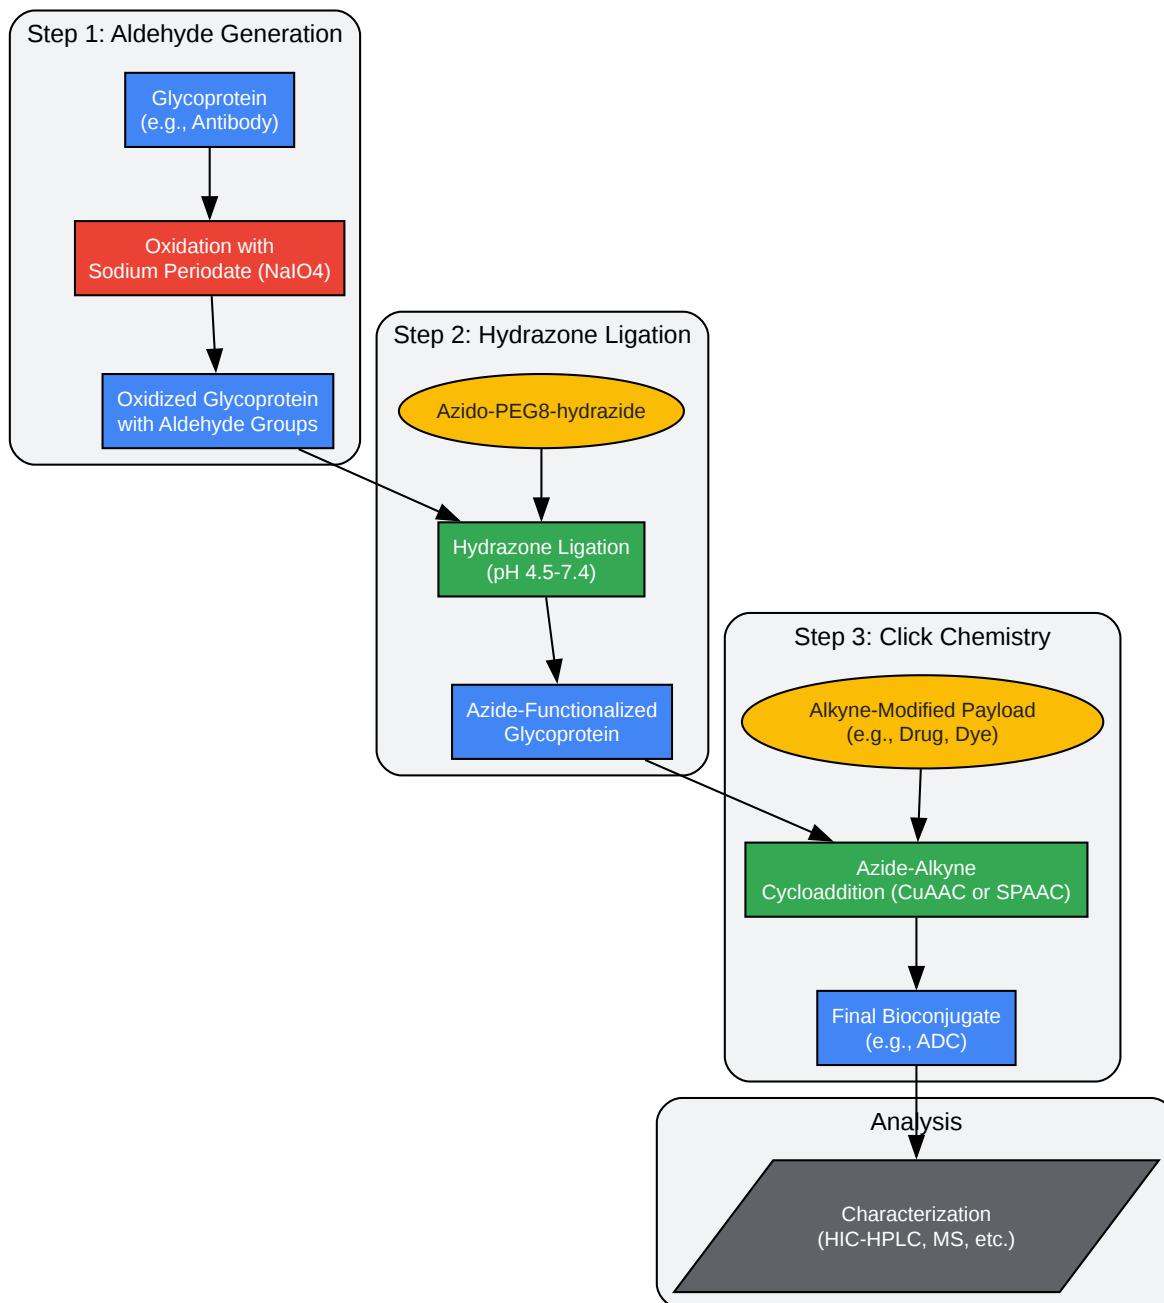 Step 1: Aldehyde Generation
Glycoprotein
(e.g., Antibody)
Oxidation with
Sodium Periodate (NaIO4)
Oxidized Glycoprotein
with Aldehyde Groups
Step 2: Hydrazone Ligation
Azido-PEG8-hydrazide
Hydrazone Ligation
(pH 4.5-7.4)
Azide-Functionalized
Glycoprotein
Step 3: Click Chemistry
Alkyne-Modified Payload
(e.g., Drug, Dye)
Azide-Alkyne
Cycloaddition (CuAAC or SPAAC)
Final Bioconjugate
(e.g., ADC)
Analysis
Characterization
(HIC-HPLC, MS, etc.)